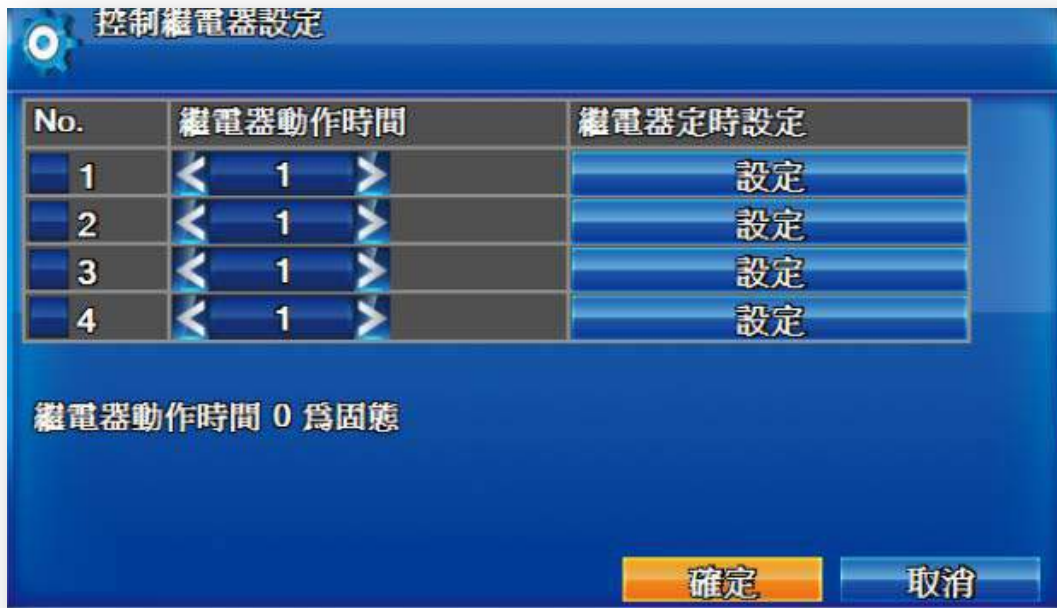 控制繼電器設定
No. 繼電器動作時間 繼電器定時設定
1 < 1 > 設定
2 < 1 > 設定
3 < 1 > 設定
4 < 1 > 設定
繼電器動作時間 0 爲固態
確定 取消